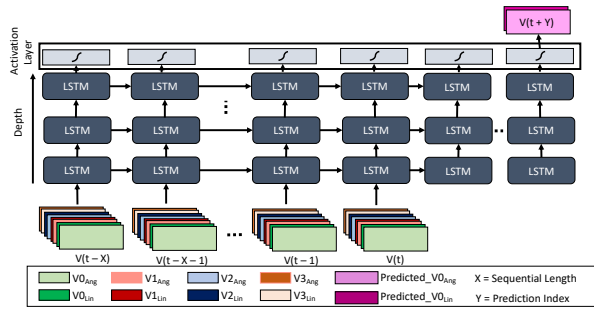 V(t + Y)
Activation
Layer
Depth
LSTM LSTM LSTM LSTM LSTM LSTM
⋮
LSTM LSTM LSTM LSTM LSTM ·· LSTM
LSTM LSTM LSTM LSTM LSTM LSTM
...
V(t − X) V(t − X − 1) V(t − 1) V(t)
V0Ang V1Ang V2Ang V3Ang Predicted_V0Ang X = Sequential Length
V0Lin V1Lin V2Lin V3Lin Predicted_V0Lin Y = Prediction Index